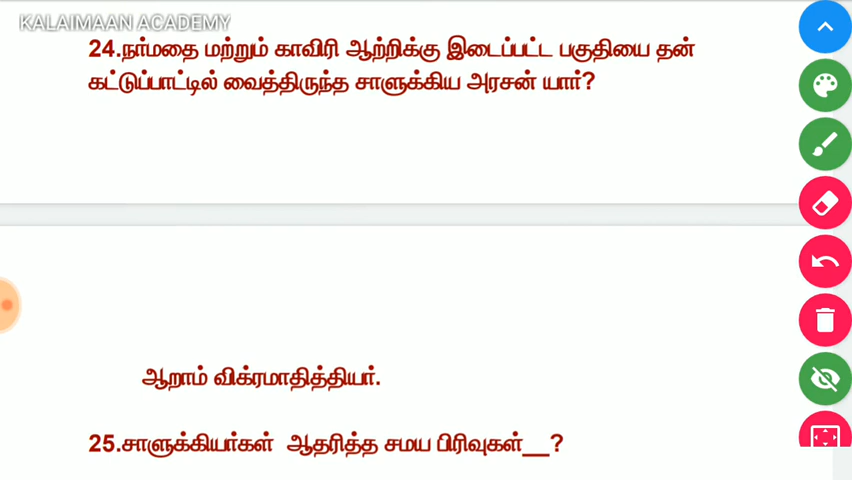 KALAIMAAN ACADEMY
24.நர்மதை மற்றும் காவிரி ஆற்றிக்கு இடைப்பட்ட பகுதியை தன்
கட்டுப்பாட்டில் வைத்திருந்த சாளுக்கிய அரசன் யார்?
ஆறாம் விக்ரமாதித்தியர்.
25.சாளுக்கியர்கள் ஆதரித்த சமய பிரிவுகள்__?